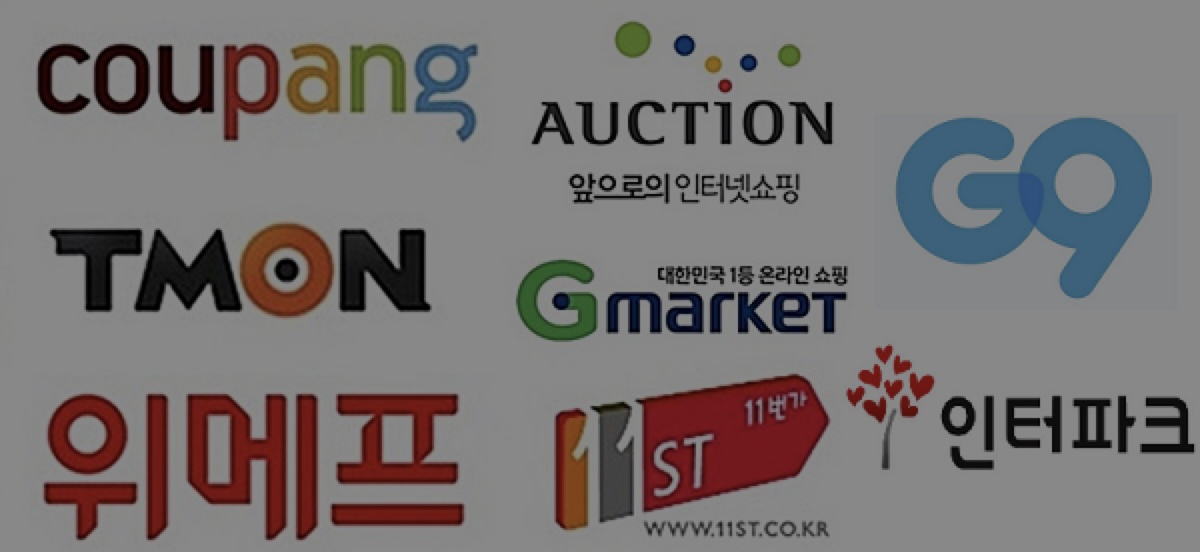 coupang
AUCTION
앞으로의 인터넷쇼핑
G9
TMON
대한민국 1등 온라인 쇼핑
Gmarket
위메프
11번가
11ST
WWW.11ST.CO.KR
인터파크